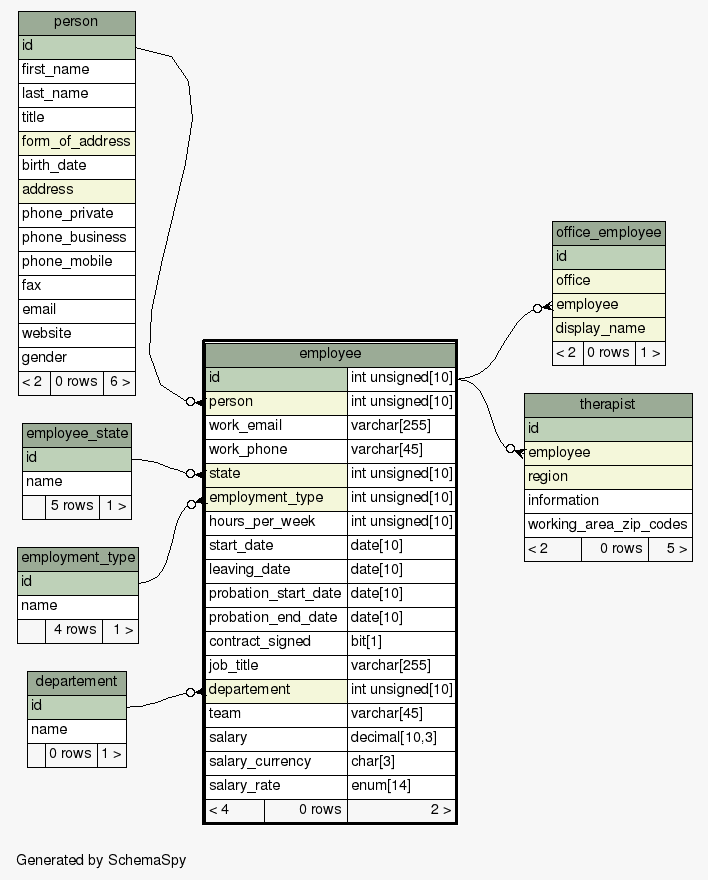 person
id
first_name
last_name
title
form_of_address
birth_date
address
phone_private
phone_business
phone_mobile
fax
email
website
gender
< 2 0 rows 6 >
employee_state
id
name
5 rows 1 >
employment_type
id
name
4 rows 1 >
departement
id
name
0 rows 1 >
employee
id int unsigned[10]
person int unsigned[10]
work_email varchar[255]
work_phone varchar[45]
state int unsigned[10]
employment_type int unsigned[10]
hours_per_week int unsigned[10]
start_date date[10]
leaving_date date[10]
probation_start_date date[10]
probation_end_date date[10]
contract_signed bit[1]
job_title varchar[255]
departement int unsigned[10]
team varchar[45]
salary decimal[10,3]
salary_currency char[3]
salary_rate enum[14]
< 4 0 rows 2 >
office_employee
id
office
employee
display_name
< 2 0 rows 1 >
therapist
id
employee
region
information
working_area_zip_codes
< 2 0 rows 5 >
Generated by SchemaSpy